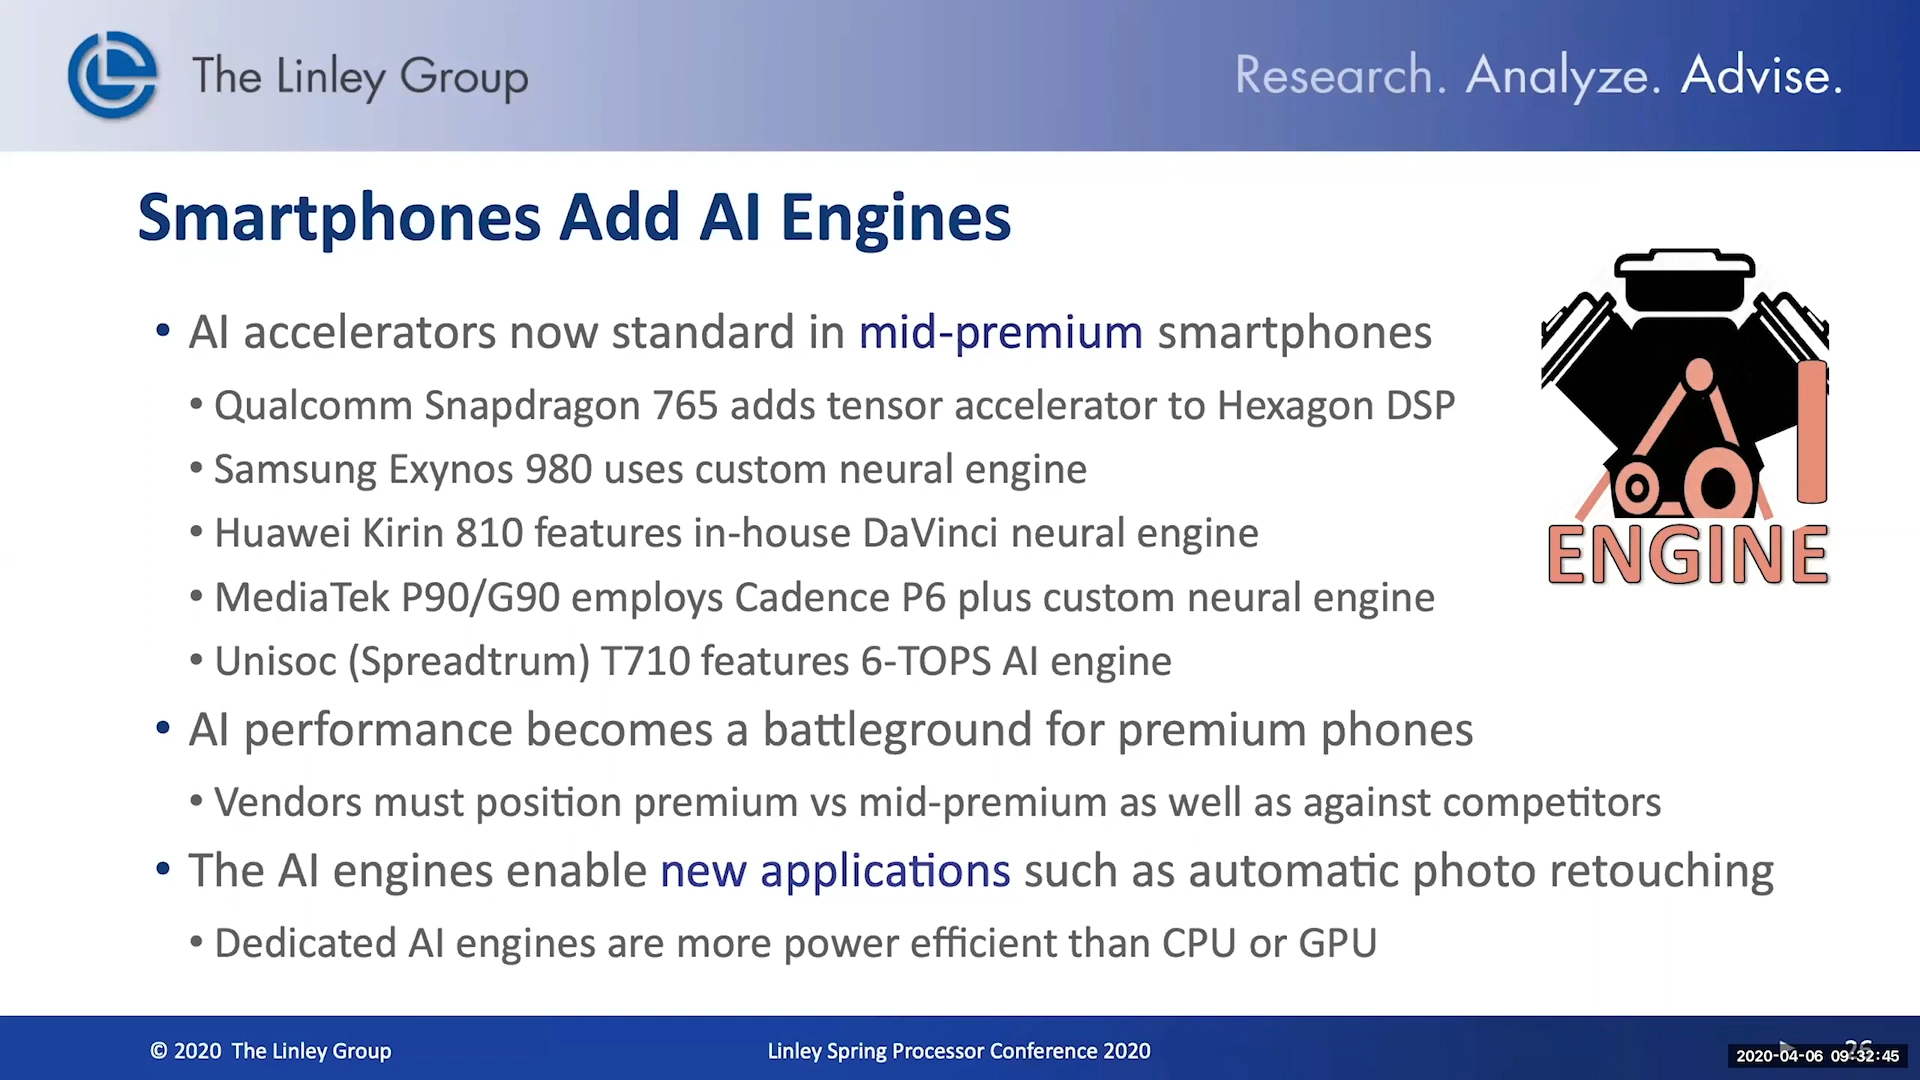 The Linley Group
Research. Analyze. Advise.
Smartphones Add AI Engines
• AI accelerators now standard in mid-premium smartphones
• Qualcomm Snapdragon 765 adds tensor accelerator to Hexagon DSP
• Samsung Exynos 980 uses custom neural engine
• Huawei Kirin 810 features in-house DaVinci neural engine
• MediaTek P90/G90 employs Cadence P6 plus custom neural engine
• Unisoc (Spreadtrum) T710 features 6-TOPS AI engine
• AI performance becomes a battleground for premium phones
• Vendors must position premium vs mid-premium as well as against competitors
• The AI engines enable new applications such as automatic photo retouching
• Dedicated AI engines are more power efficient than CPU or GPU
AI
ENGINE
© 2020 The Linley Group
Linley Spring Processor Conference 2020
26
2020-04-06 09:32:45